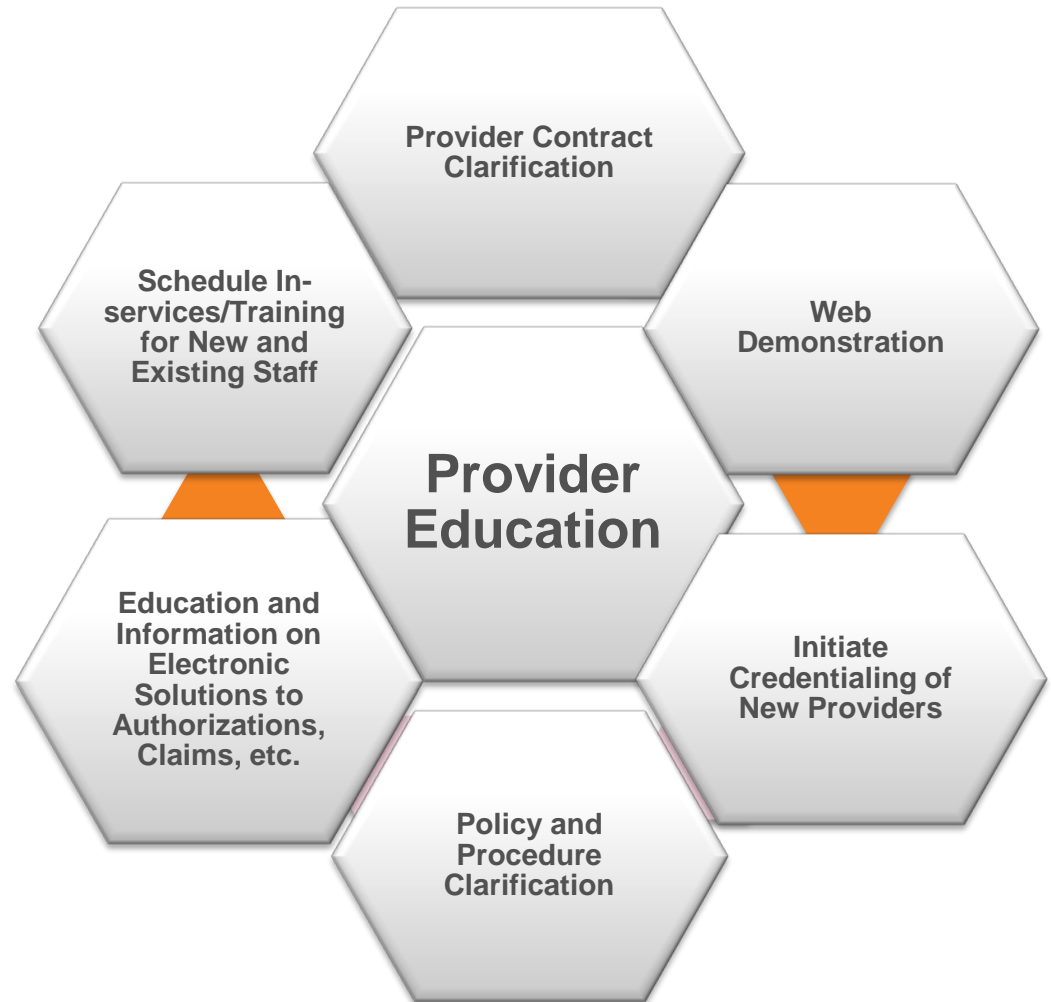 Provider Contract
Clarification
Schedule In-
services/Training
for New and
Existing Staff
Web
Demonstration
Provider
Education
Education and
Information on
Electronic
Solutions to
Authorizations,
Claims, etc.
Initiate
Credentialing of
New Providers
Policy and
Procedure
Clarification